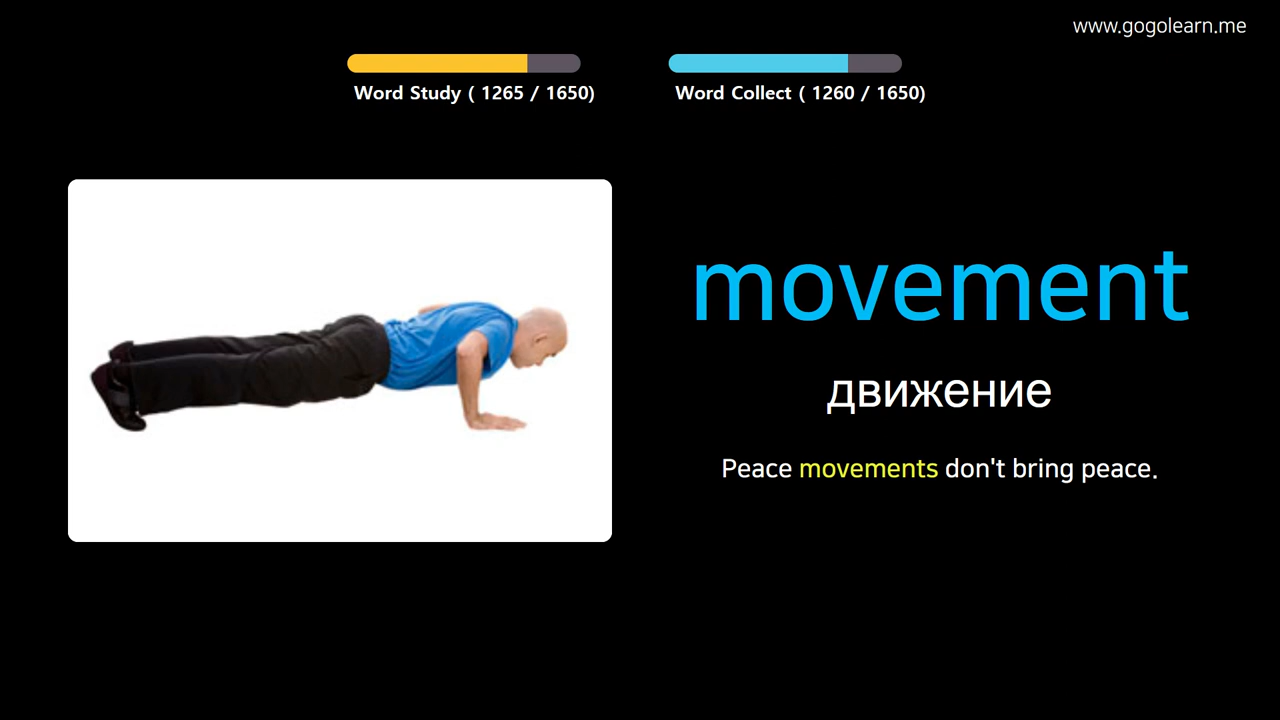 www.gogolearn.me
Word Study ( 1265 / 1650)
Word Collect ( 1260 / 1650)
movement
движение
Peace movements don't bring peace.